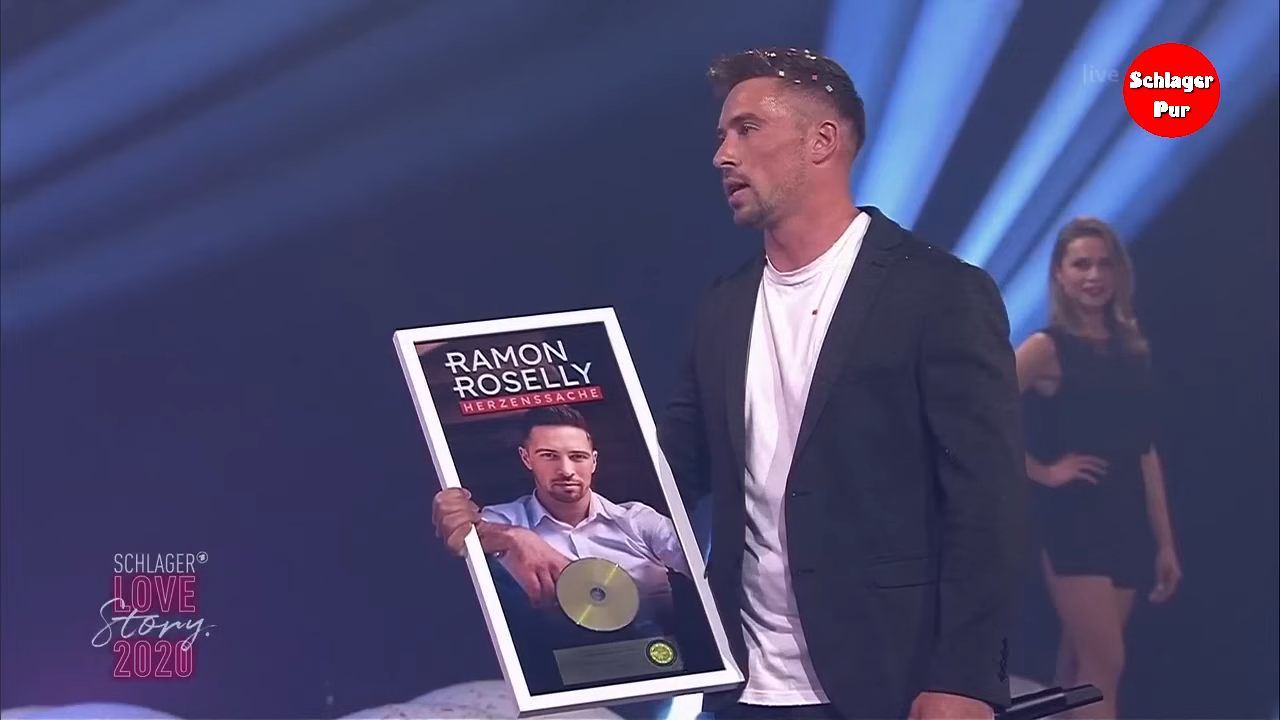 live
Schlager
Pur
RAMON
ROSELLY
HERZENSSACHE
SCHLAGER
LOVE
Story.
2020